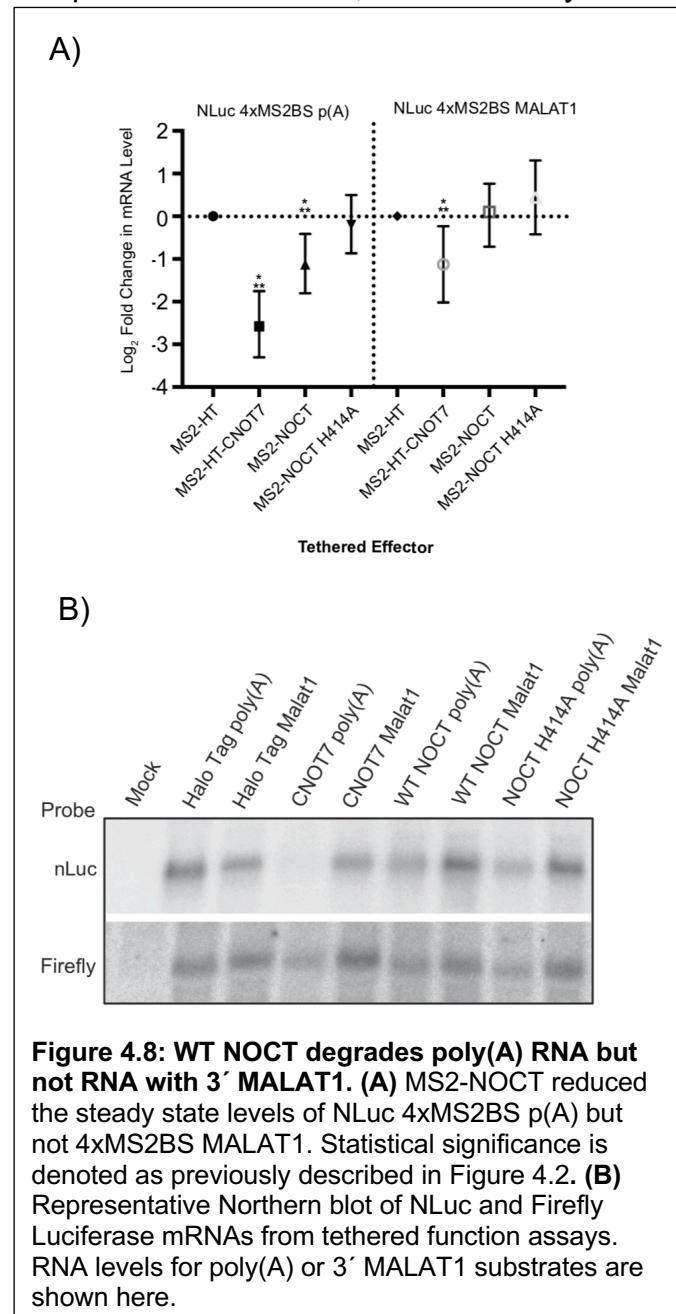 A)
NLuc 4xMS2BS p(A)
NLuc 4xMS2BS MALAT1
Log2 Fold Change in mRNA Level
2
1
0
-1
-2
-3
-4
*
**
*
**
*
**
MS2-HT
MS2-HT-CNOT7
MS2-NOCT
MS2-NOCT H414A
MS2-HT
MS2-HT-CNOT7
MS2-NOCT
MS2-NOCT H414A
Tethered Effector
B)
Mock
Halo Tag poly(A)
Halo Tag Malat1
CNOT7 poly(A)
CNOT7 Malat1
WT NOCT poly(A)
WT NOCT Malat1
NOCT H414A poly(A)
NOCT H414A Malat1
Probe
nLuc
Firefly
Figure 4.8: WT NOCT degrades poly(A) RNA but
not RNA with 3´ MALAT1. (A) MS2-NOCT reduced
the steady state levels of NLuc 4xMS2BS p(A) but
not 4xMS2BS MALAT1. Statistical significance is
denoted as previously described in Figure 4.2. (B)
Representative Northern blot of NLuc and Firefly
Luciferase mRNAs from tethered function assays.
RNA levels for poly(A) or 3´ MALAT1 substrates are
shown here.